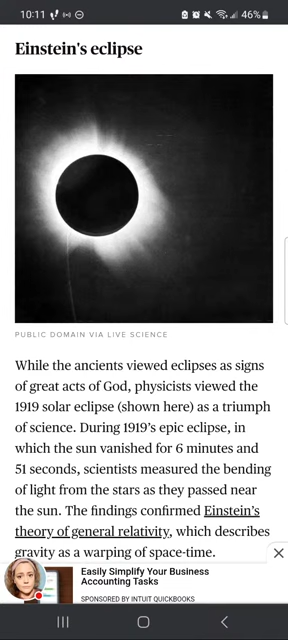 10:11 46%
Einstein's eclipse
PUBLIC DOMAIN VIA LIVE SCIENCE
While the ancients viewed eclipses as signs
of great acts of God, physicists viewed the
1919 solar eclipse (shown here) as a triumph
of science. During 1919's epic eclipse, in
which the sun vanished for 6 minutes and
51 seconds, scientists measured the bending
of light from the stars as they passed near
the sun. The findings confirmed Einstein's
theory of general relativity, which describes
gravity as a warping of space-time.
Easily Simplify Your Business
Accounting Tasks
SPONSORED BY INTUIT QUICKBOOKS